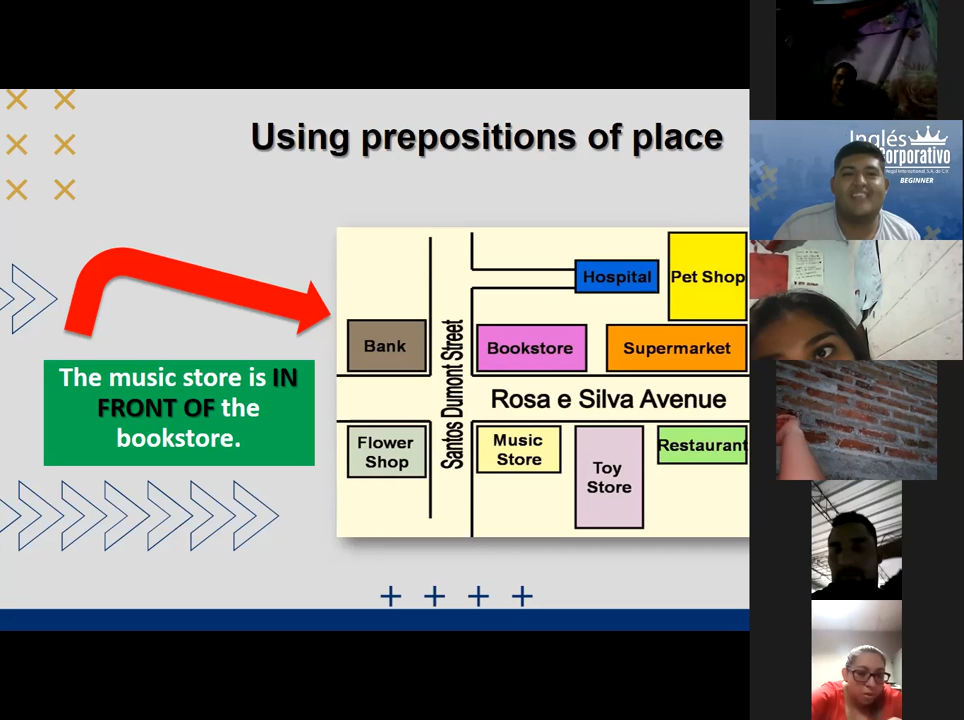 Using prepositions of place
The music store is IN
FRONT OF the
bookstore.
Hospital
Pet Shop
Bank
Bookstore
Supermarket
Santos Dumont Street
Rosa e Silva Avenue
Flower
Shop
Music
Store
Toy
Store
Restaurant
Inglés
Corporativo
BEGINNER